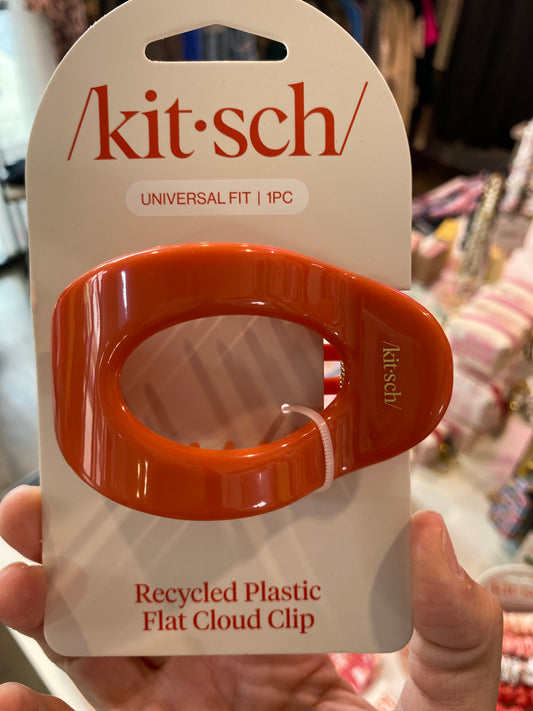 /kit·sch/
UNIVERSAL FIT | 1PC
/kit·sch/
Recycled Plastic
Flat Cloud Clip